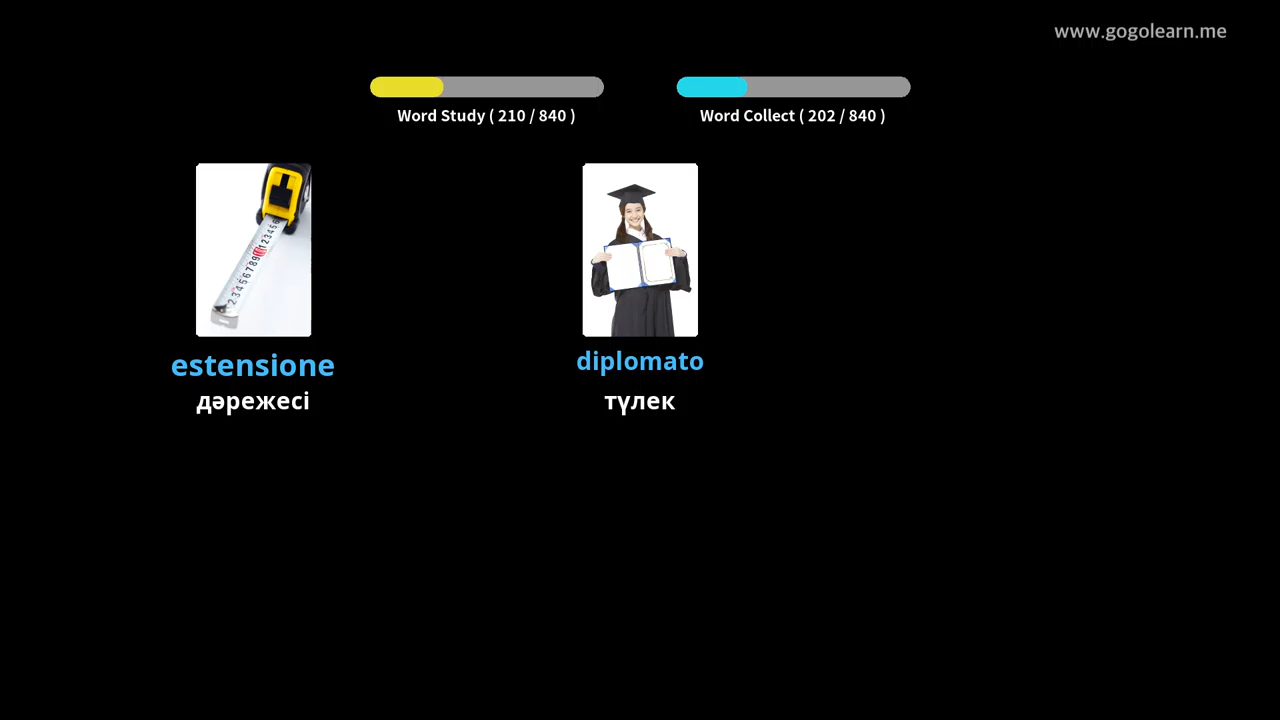 www.gogolearn.me
Word Study ( 210 / 840 )
Word Collect ( 202 / 840 )
estensione
дәрежесі
diplomato
түлек